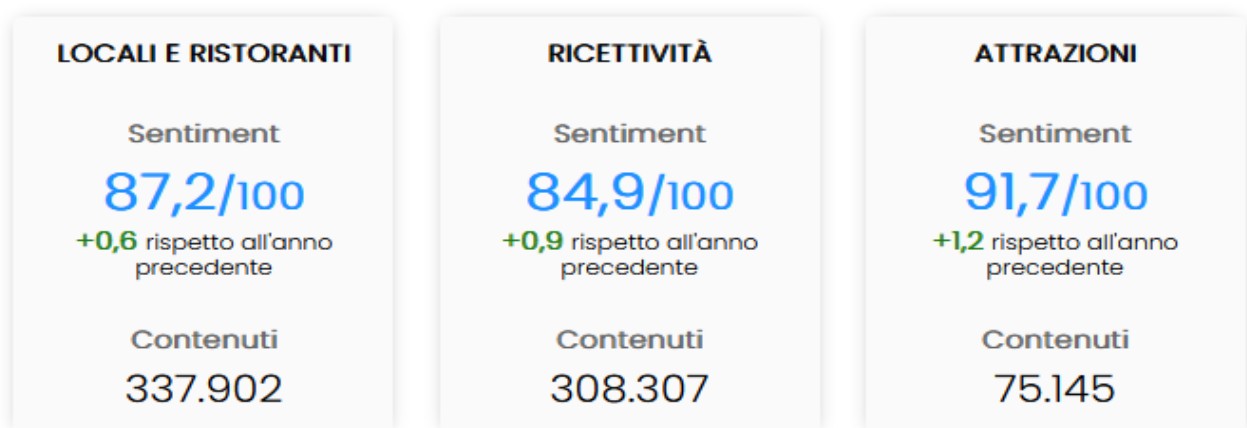 LOCALI E RISTORANTI
Sentiment
87,2/100
+0,6 rispetto all'anno
precedente
Contenuti
337.902
RICETTIVITÀ
Sentiment
84,9/100
+0,9 rispetto all'anno
precedente
Contenuti
308.307
ATTRAZIONI
Sentiment
91,7/100
+1,2 rispetto all'anno
precedente
Contenuti
75.145